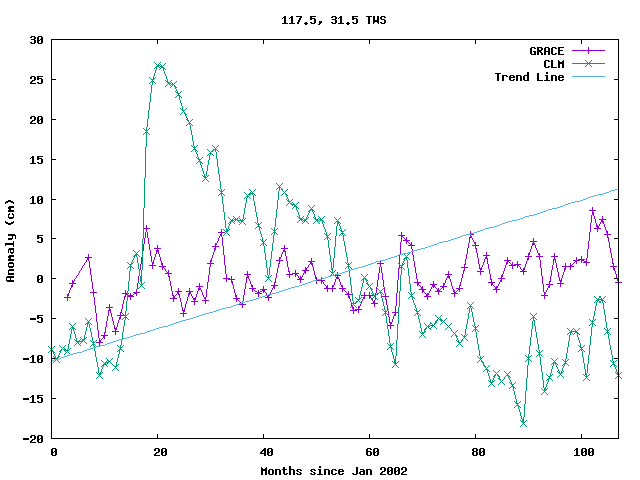 117.5, 31.5 TWS
GRACE
CLM
Trend Line
30
25
20
15
10
5
0
-5
-10
-15
-20
Anomaly (cm)
0 20 40 60 80 100
Months since Jan 2002